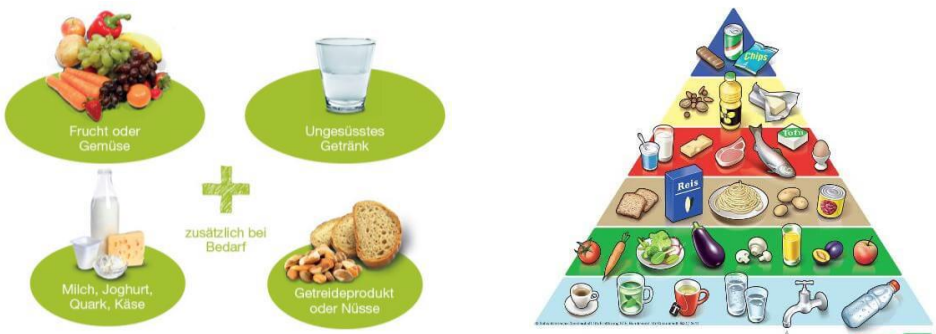 Frucht oder
Gemüse
Ungesüsstes
Getränk
zusätzlich bei
Bedarf
Milch, Joghurt,
Quark, Käse
Getreideprodukt
oder Nüsse
Chips
Tofu
Reis